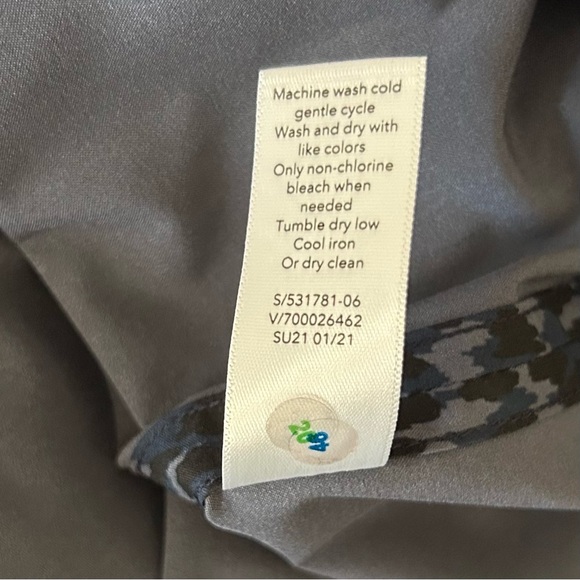 Machine wash cold
gentle cycle
Wash and dry with
like colors
Only non-chlorine
bleach when
needed
Tumble dry low
Cool iron
Or dry clean
S/531781-06
V/700026462
SU21 01/21